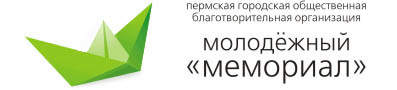 пермская городская общественная
благотворительная организация
молодёжный
«мемориал»